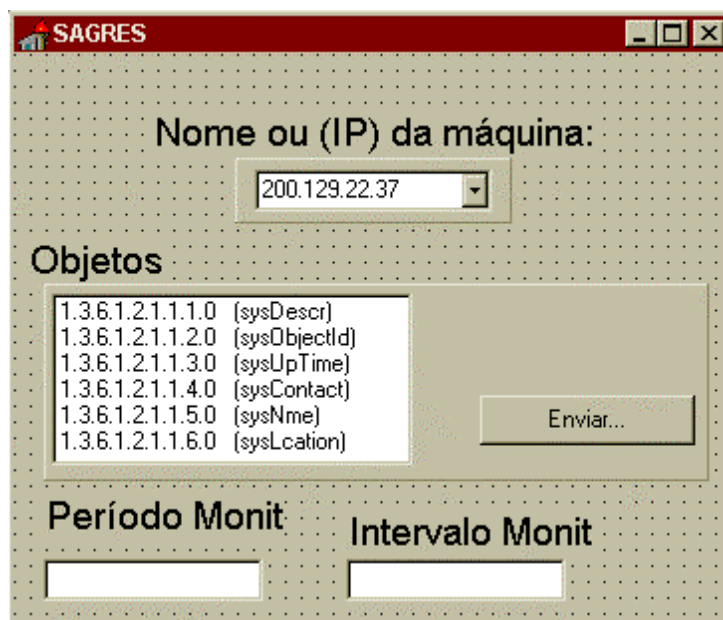 SAGRES
Nome ou (IP) da máquina:
200.129.22.37
Objetos
1.3.6.1.2.1.1.1.0 (sysDescr)
1.3.6.1.2.1.1.2.0 (sysObjectId)
1.3.6.1.2.1.1.3.0 (sysUpTime)
1.3.6.1.2.1.1.4.0 (sysContact)
1.3.6.1.2.1.1.5.0 (sysNme)
1.3.6.1.2.1.1.6.0 (sysLcation)
Enviar...
Período Monit
Intervalo Monit